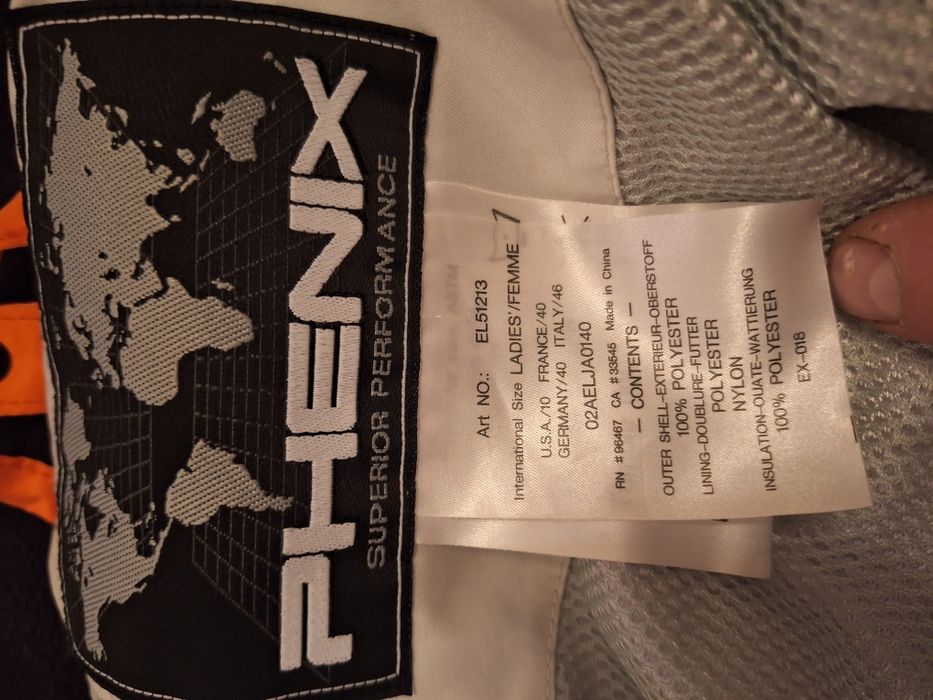 PHENIX
SUPERIOR PERFORMANCE
Art NO.: EL51213
International Size LADIES'/FEMME
U.S.A/10 FRANCE/40
GERMANY/40 ITALY/46
02AELJA0140
RN #96467 CA #33545 Made in China
— CONTENTS —
OUTER SHELL-EXTERIEUR-OBERSTOFF
100% POLYESTER
LINING-DOUBLURE-FUTTER
POLYESTER
NYLON
INSULATION-OUATE-WATTIERUNG
100% POLYESTER
EX-018